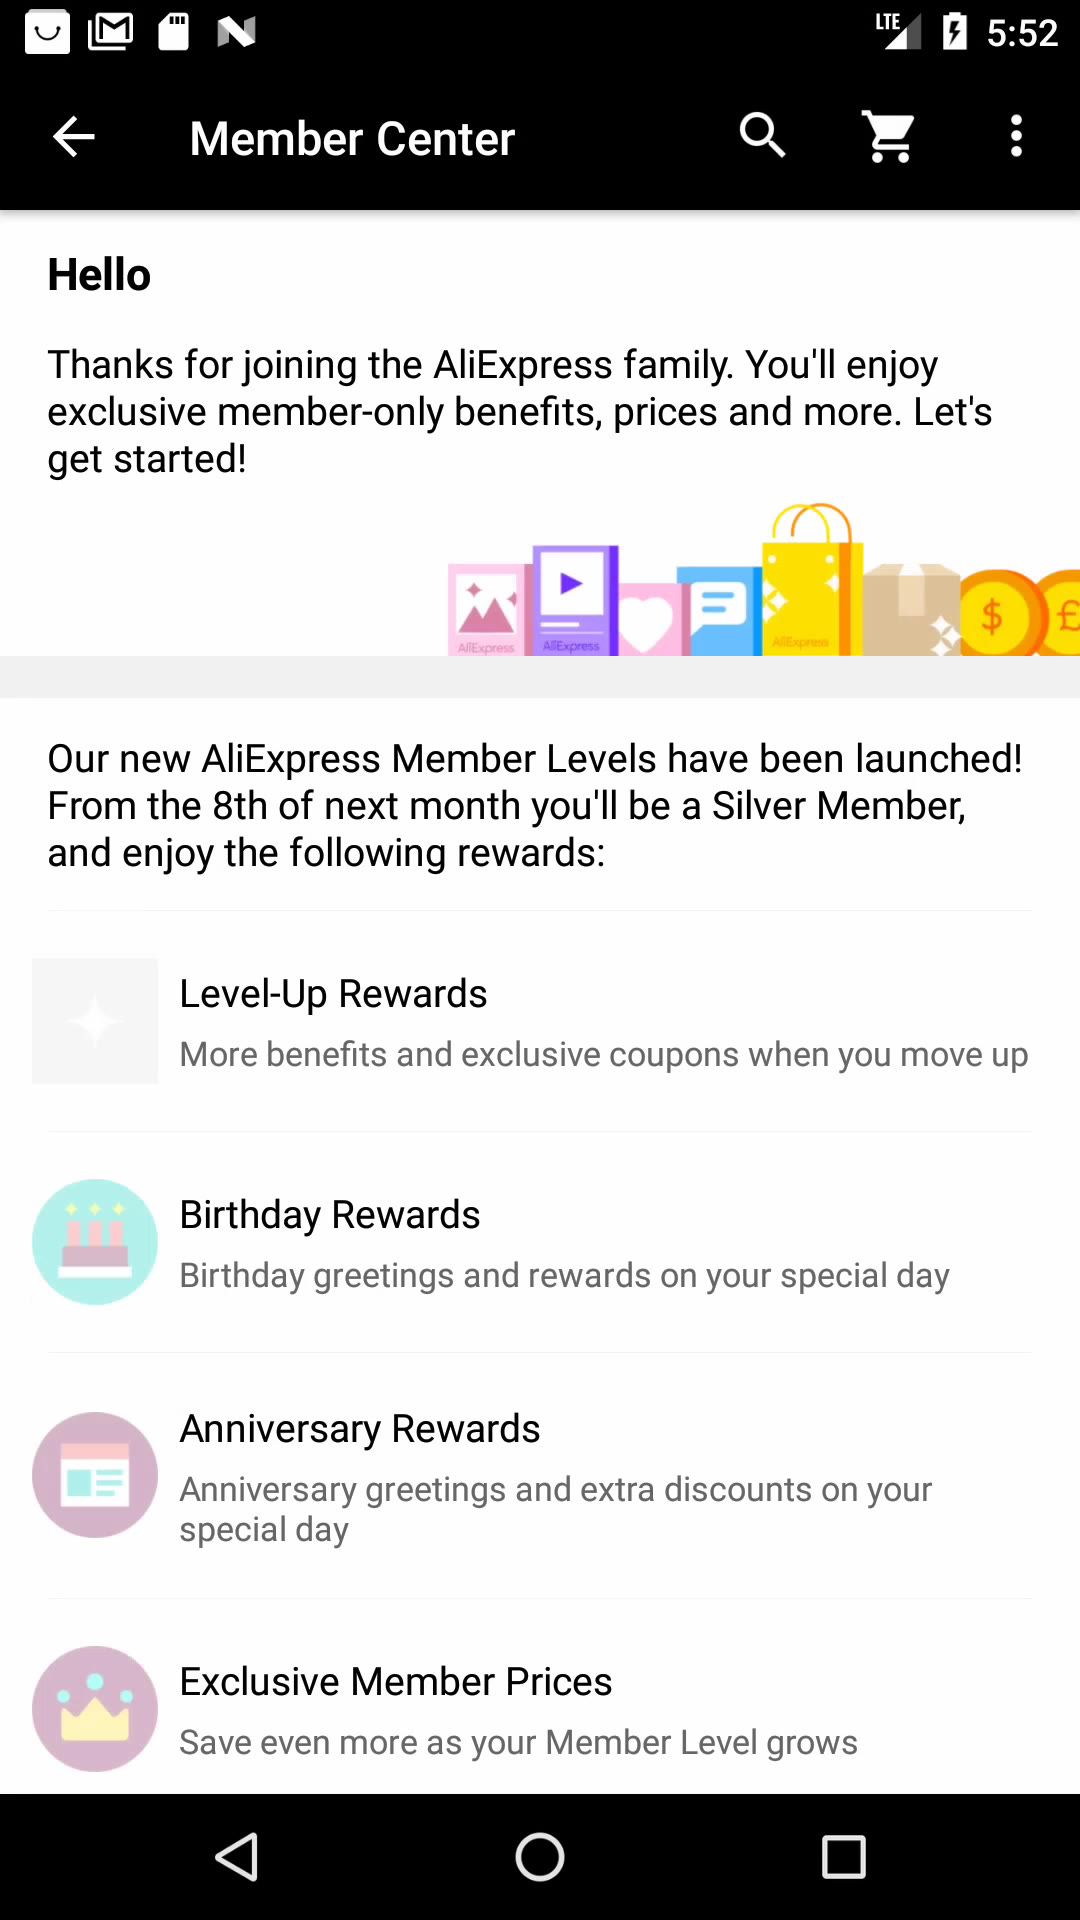 LTE 5:52
Member Center
Hello
Thanks for joining the AliExpress family. You'll enjoy
exclusive member-only benefits, prices and more. Let's
get started!
AliExpress
AliExpress
AliExpress
$
£
Our new AliExpress Member Levels have been launched!
From the 8th of next month you'll be a Silver Member,
and enjoy the following rewards:
Level-Up Rewards
More benefits and exclusive coupons when you move up
Birthday Rewards
Birthday greetings and rewards on your special day
Anniversary Rewards
Anniversary greetings and extra discounts on your
special day
Exclusive Member Prices
Save even more as your Member Level grows